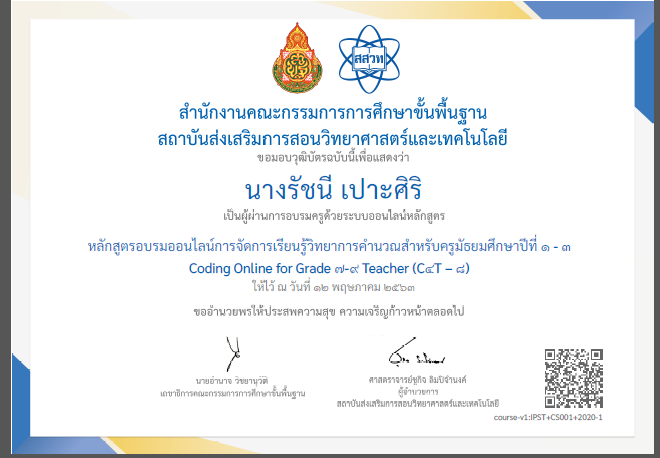 สสวท
สำนักงานคณะกรรมการการศึกษาขั้นพื้นฐาน
สถาบันส่งเสริมการสอนวิทยาศาสตร์และเทคโนโลยี
ขอมอบวุฒิบัตรฉบับนี้เพื่อแสดงว่า
นางรัชนี เปาะศิริ
เป็นผู้ผ่านการอบรมครูด้วยระบบออนไลน์หลักสูตร
หลักสูตรอบรมออนไลน์การจัดการเรียนรู้วิทยาการคำนวณสำหรับครูมัธยมศึกษาปีที่ ๑ - ๓
Coding Online for Grade ๗-๙ Teacher (C๔T – ๘)
ให้ไว้ ณ วันที่ ๑๒ พฤษภาคม ๒๕๖๓
ขออำนวยพรให้ประสพความสุข ความเจริญก้าวหน้าตลอดไป
นายอำนาจ วิชยานุวัติ
เลขาธิการคณะกรรมการการศึกษาขั้นพื้นฐาน
ศาสตราจารย์ชูกิจ ลิมปิจำนงค์
ผู้อำนวยการ
สถาบันส่งเสริมการสอนวิทยาศาสตร์และเทคโนโลยี
course-v1:IPST+CS001+2020-1